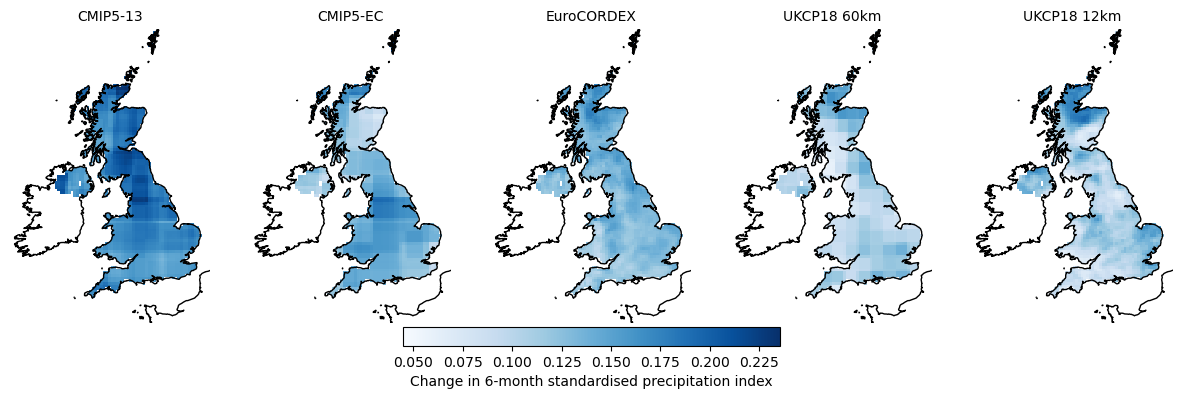 CMIP5-13 CMIP5-EC EuroCORDEX UKCP18 60km UKCP18 12km
0.050 0.075 0.100 0.125 0.150 0.175 0.200 0.225
Change in 6-month standardised precipitation index